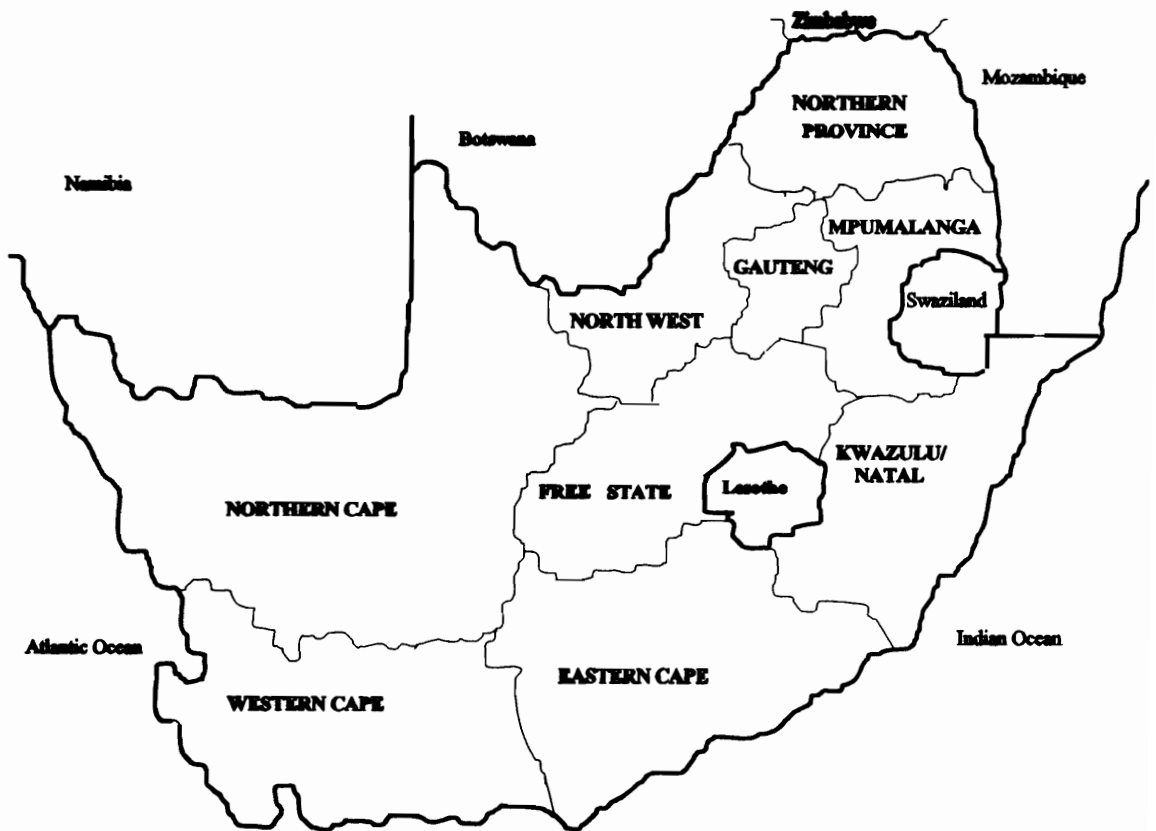 Zimbabwe
Mozambique
NORTHERN
PROVINCE
Botswana
Namibia
MPUMALANGA
GAUTENG
Swaziland
NORTH WEST
KWAZULU/
NATAL
FREE STATE
Lesotho
NORTHERN CAPE
Atlantic Ocean
Indian Ocean
EASTERN CAPE
WESTERN CAPE